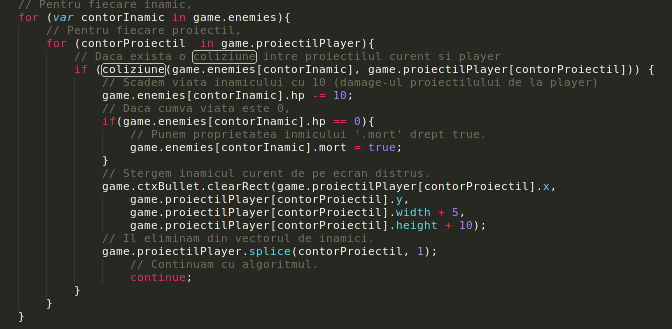 // Pentru fiecare inamic,
for (var contorInamic in game.enemies){
// Pentru fiecare proiectil,
for (contorProiectil  in game.proiectilPlayer){
// Daca exista o coliziune intre proiectilul curent si player
if (coliziune(game.enemies[contorInamic], game.proiectilPlayer[contorProiectil])) {
// Scadem viata inamicului cu 10 (damage-ul proiectilului de la player)
game.enemies[contorInamic].hp -= 10;
// Daca cumva viata este 0,
if(game.enemies[contorInamic].hp == 0){
// Punem proprietatea inmicului '.mort' drept true.
game.enemies[contorInamic].mort = true;
}
// Stergem inamicul curent de pe ecran distrus.
game.ctxBullet.clearRect(game.proiectilPlayer[contorProiectil].x,
game.proiectilPlayer[contorProiectil].y,
game.proiectilPlayer[contorProiectil].width + 5,
game.proiectilPlayer[contorProiectil].height + 10);
// Il eliminam din vectorul de inamici.
game.proiectilPlayer.splice(contorProiectil, 1);
// Continuam cu algoritmul.
continue;
}
}
}